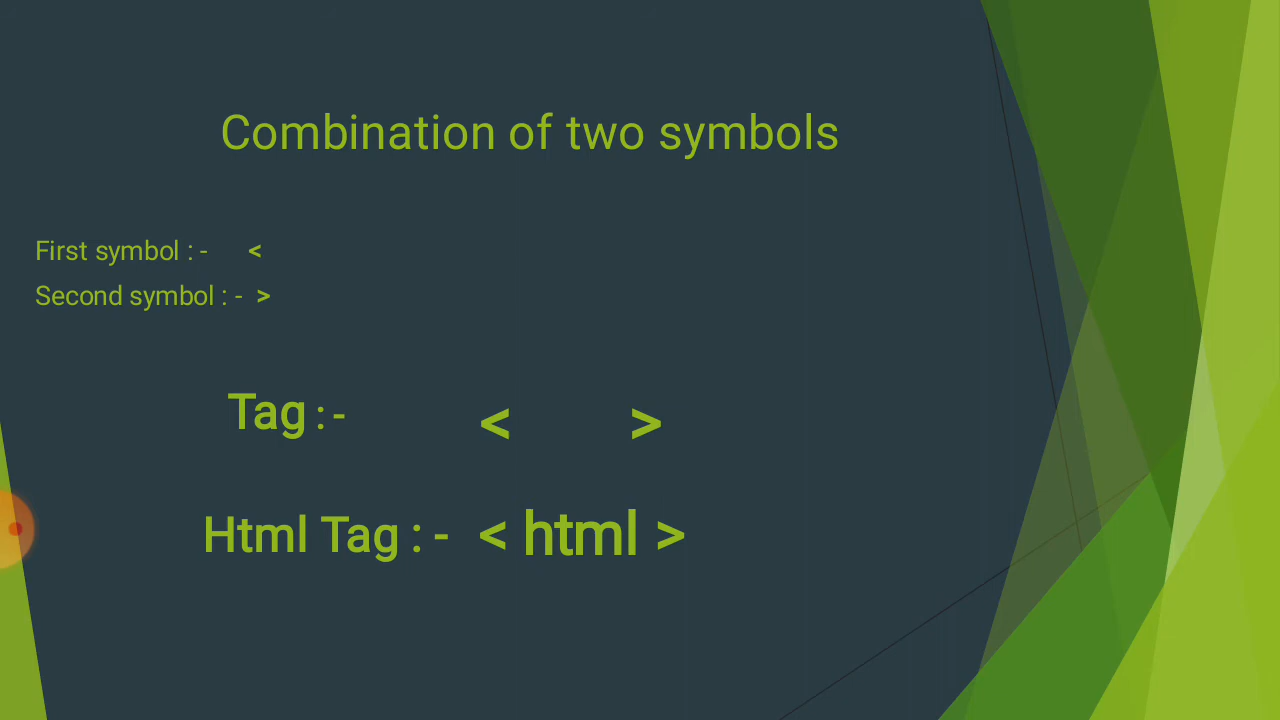 Combination of two symbols
First symbol : - <
Second symbol : - >
Tag : - < >
Html Tag : - < html >